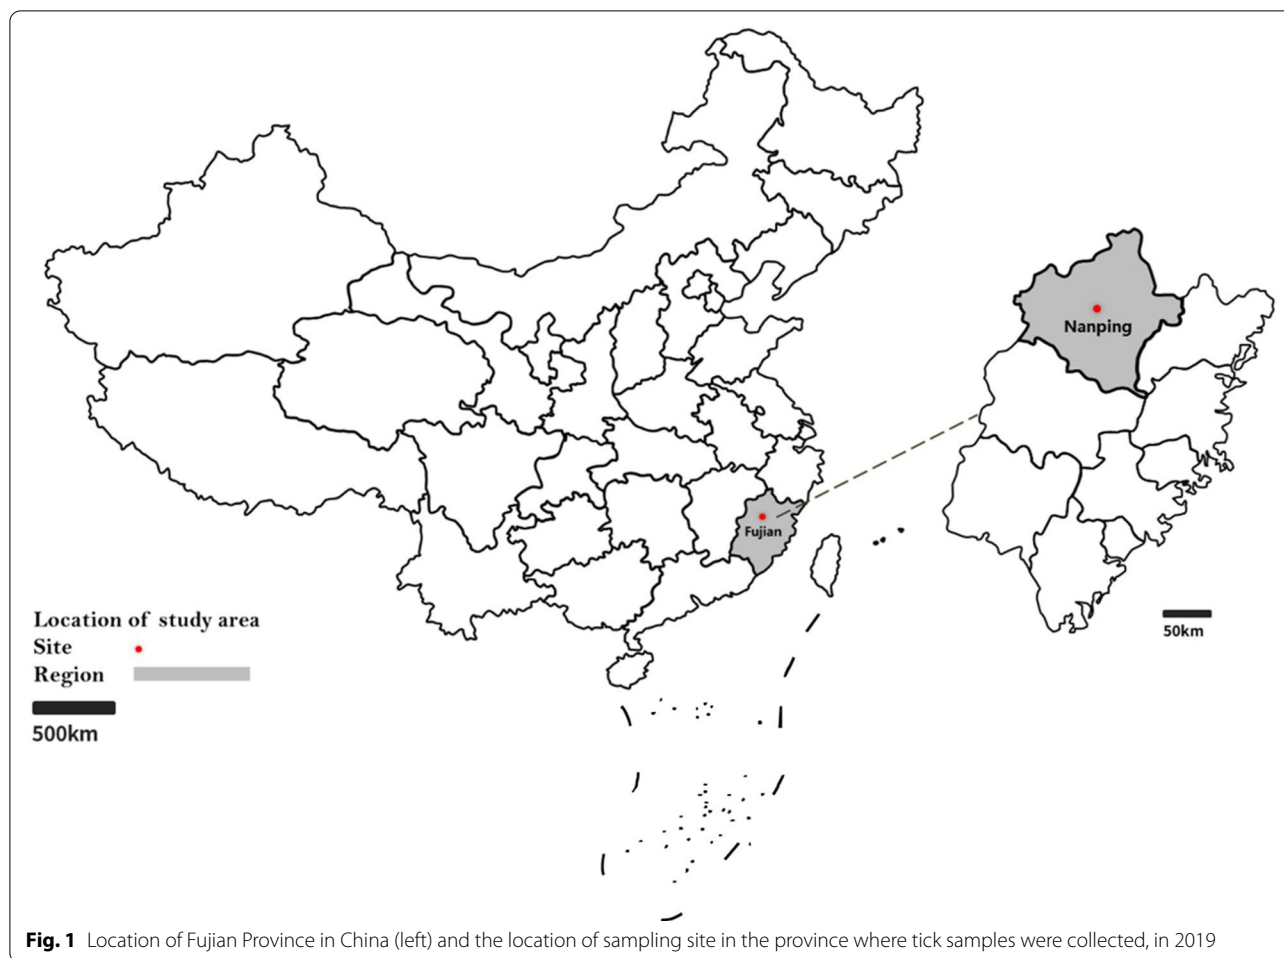 Nanping
Fujian
Location of study area
Site
Region
500km
50km
Fig. 1 Location of Fujian Province in China (left) and the location of sampling site in the province where tick samples were collected, in 2019